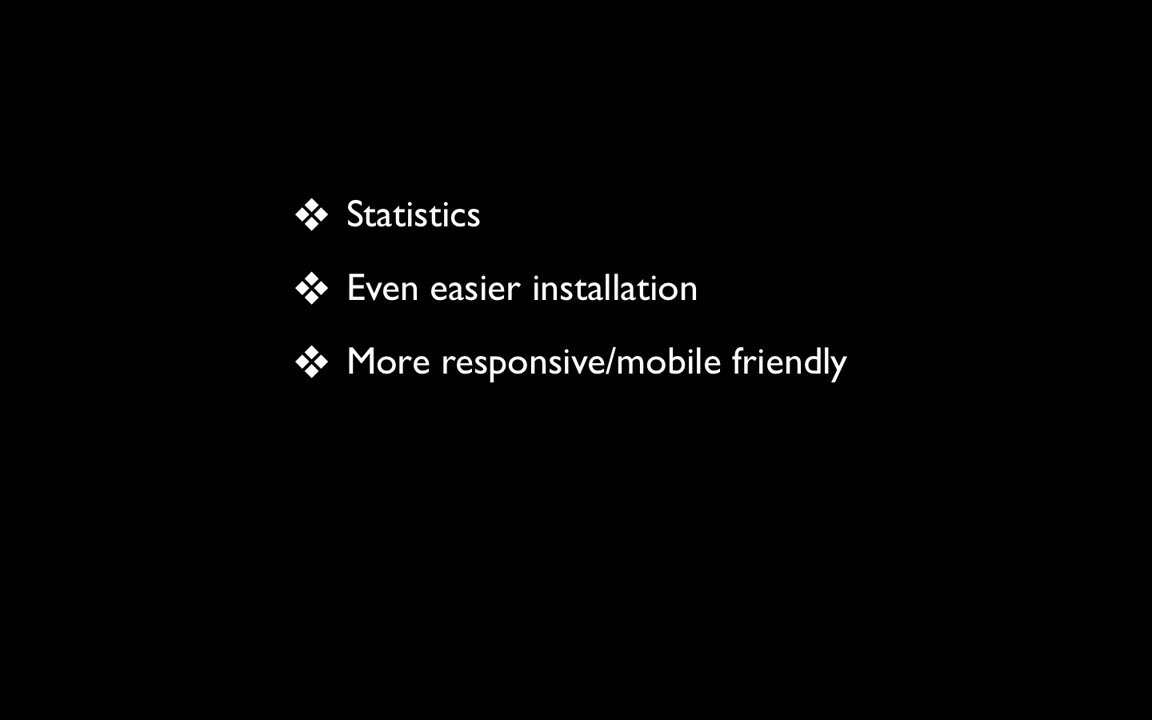 ❖ Statistics
❖ Even easier installation
❖ More responsive/mobile friendly